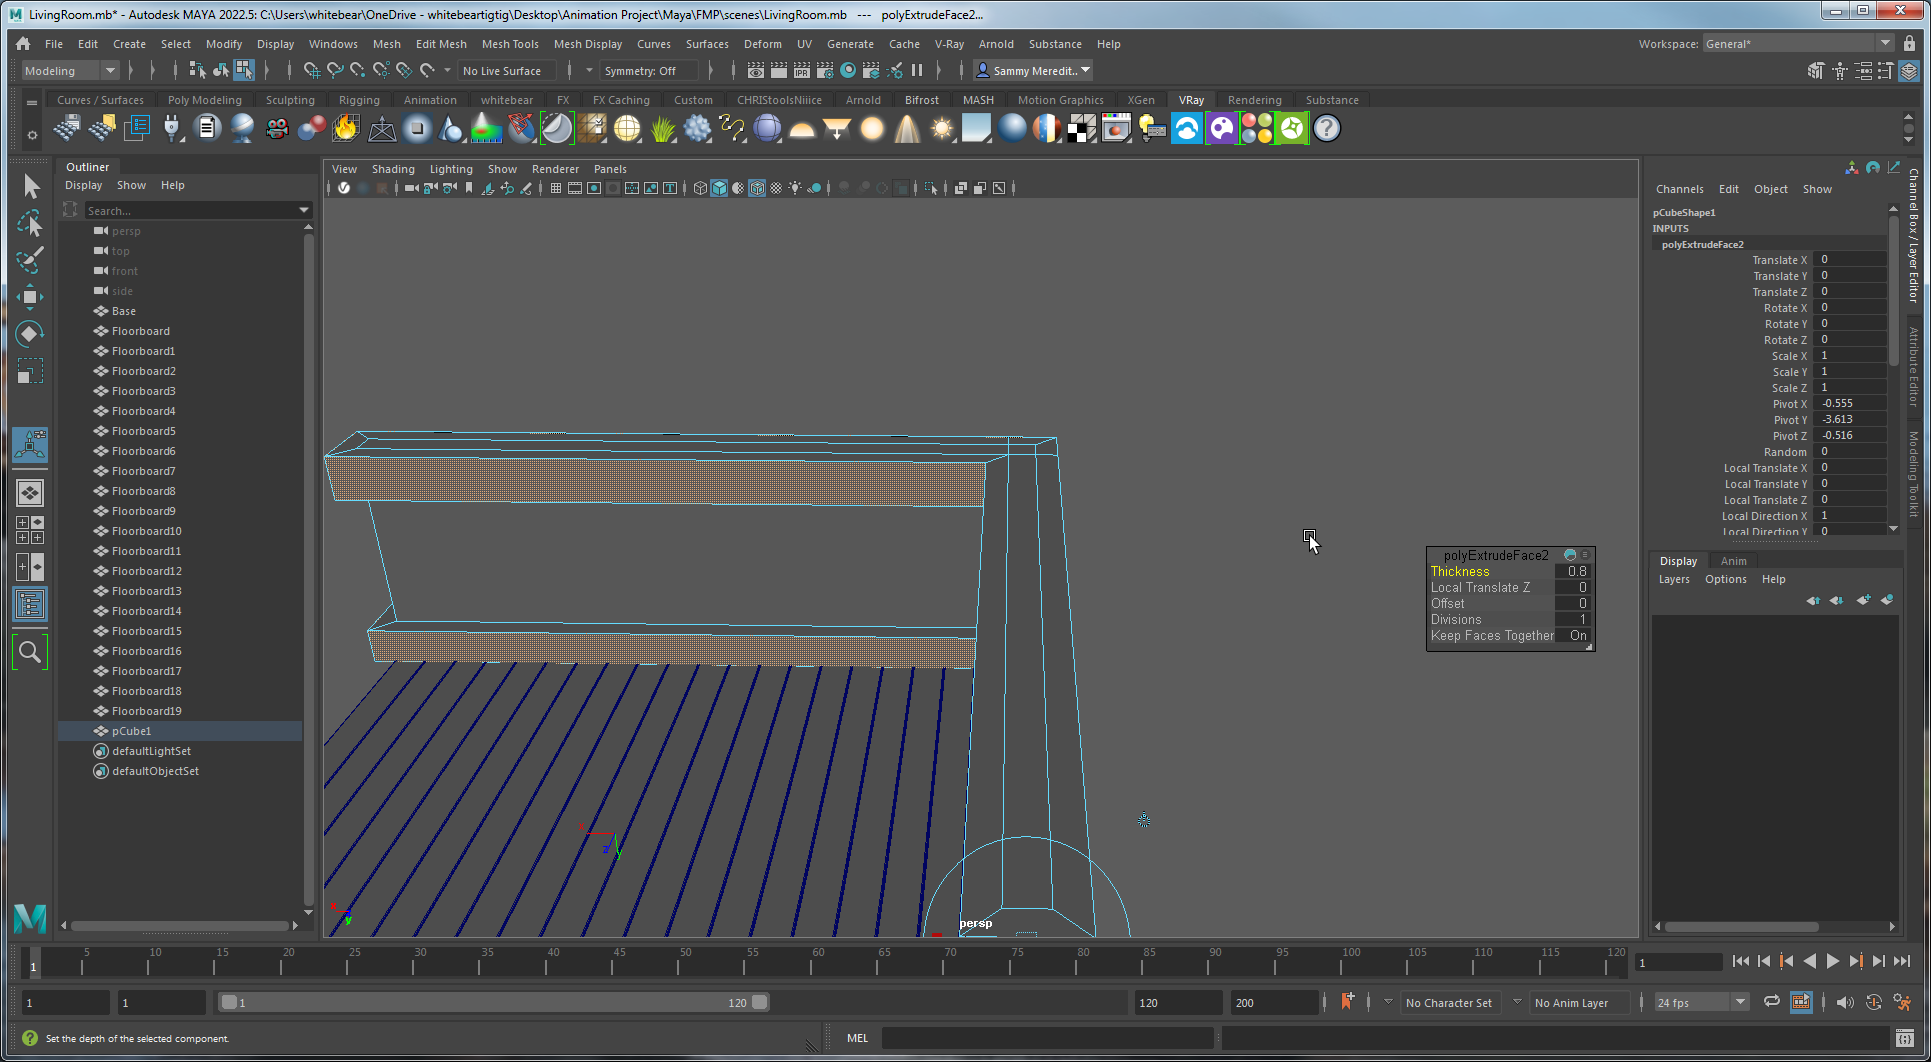 LivingRoom.mb* - Autodesk MAYA 2022.5: C:\Users\whitebear\OneDrive - whitebeartigtig\Desktop\Animation Project\Maya\FMP\scenes\LivingRoom.mb --- polyExtrudeFace2...
File Edit Create Select Modify Display Windows Mesh Edit Mesh Mesh Tools Mesh Display Curves Surfaces Deform UV Generate Cache V-Ray Arnold Substance Help
Workspace: General*
Modeling No Live Surface Symmetry: Off Sammy Meredit..
Curves / Surfaces Poly Modeling Sculpting Rigging Animation whitebear FX FX Caching Custom CHRIStoolsNiiice Arnold Bifrost MASH Motion Graphics XGen VRay Rendering Substance
IPR
Outliner
Display Show Help
Search...
persp
top
front
side
Base
Floorboard
Floorboard1
Floorboard2
Floorboard3
Floorboard4
Floorboard5
Floorboard6
Floorboard7
Floorboard8
Floorboard9
Floorboard10
Floorboard11
Floorboard12
Floorboard13
Floorboard14
Floorboard15
Floorboard16
Floorboard17
Floorboard18
Floorboard19
pCube1
defaultLightSet
defaultObjectSet
View Shading Lighting Show Renderer Panels
polyExtrudeFace2
Thickness 0.8
Local Translate Z 0
Offset 0
Divisions 1
Keep Faces Together On
z
y
persp
Channels Edit Object Show
pCubeShape1
INPUTS
polyExtrudeFace2
Translate X 0
Translate Y 0
Translate Z 0
Rotate X 0
Rotate Y 0
Rotate Z 0
Scale X 1
Scale Y 1
Scale Z 1
Pivot X -0.555
Pivot Y -3.613
Pivot Z -0.516
Random 0
Local Translate X 0
Local Translate Y 0
Local Translate Z 0
Local Direction X 1
Local Direction Y 0
Channel Box / Layer Editor
Attribute Editor
Modeling Toolkit
Display Anim
Layers Options Help
1 5 10 15 20 25 30 35 40 45 50 55 60 65 70 75 80 85 90 95 100 105 110 115 120
1
1 1 1 120 120 200 No Character Set No Anim Layer 24 fps
Set the depth of the selected component.
MEL